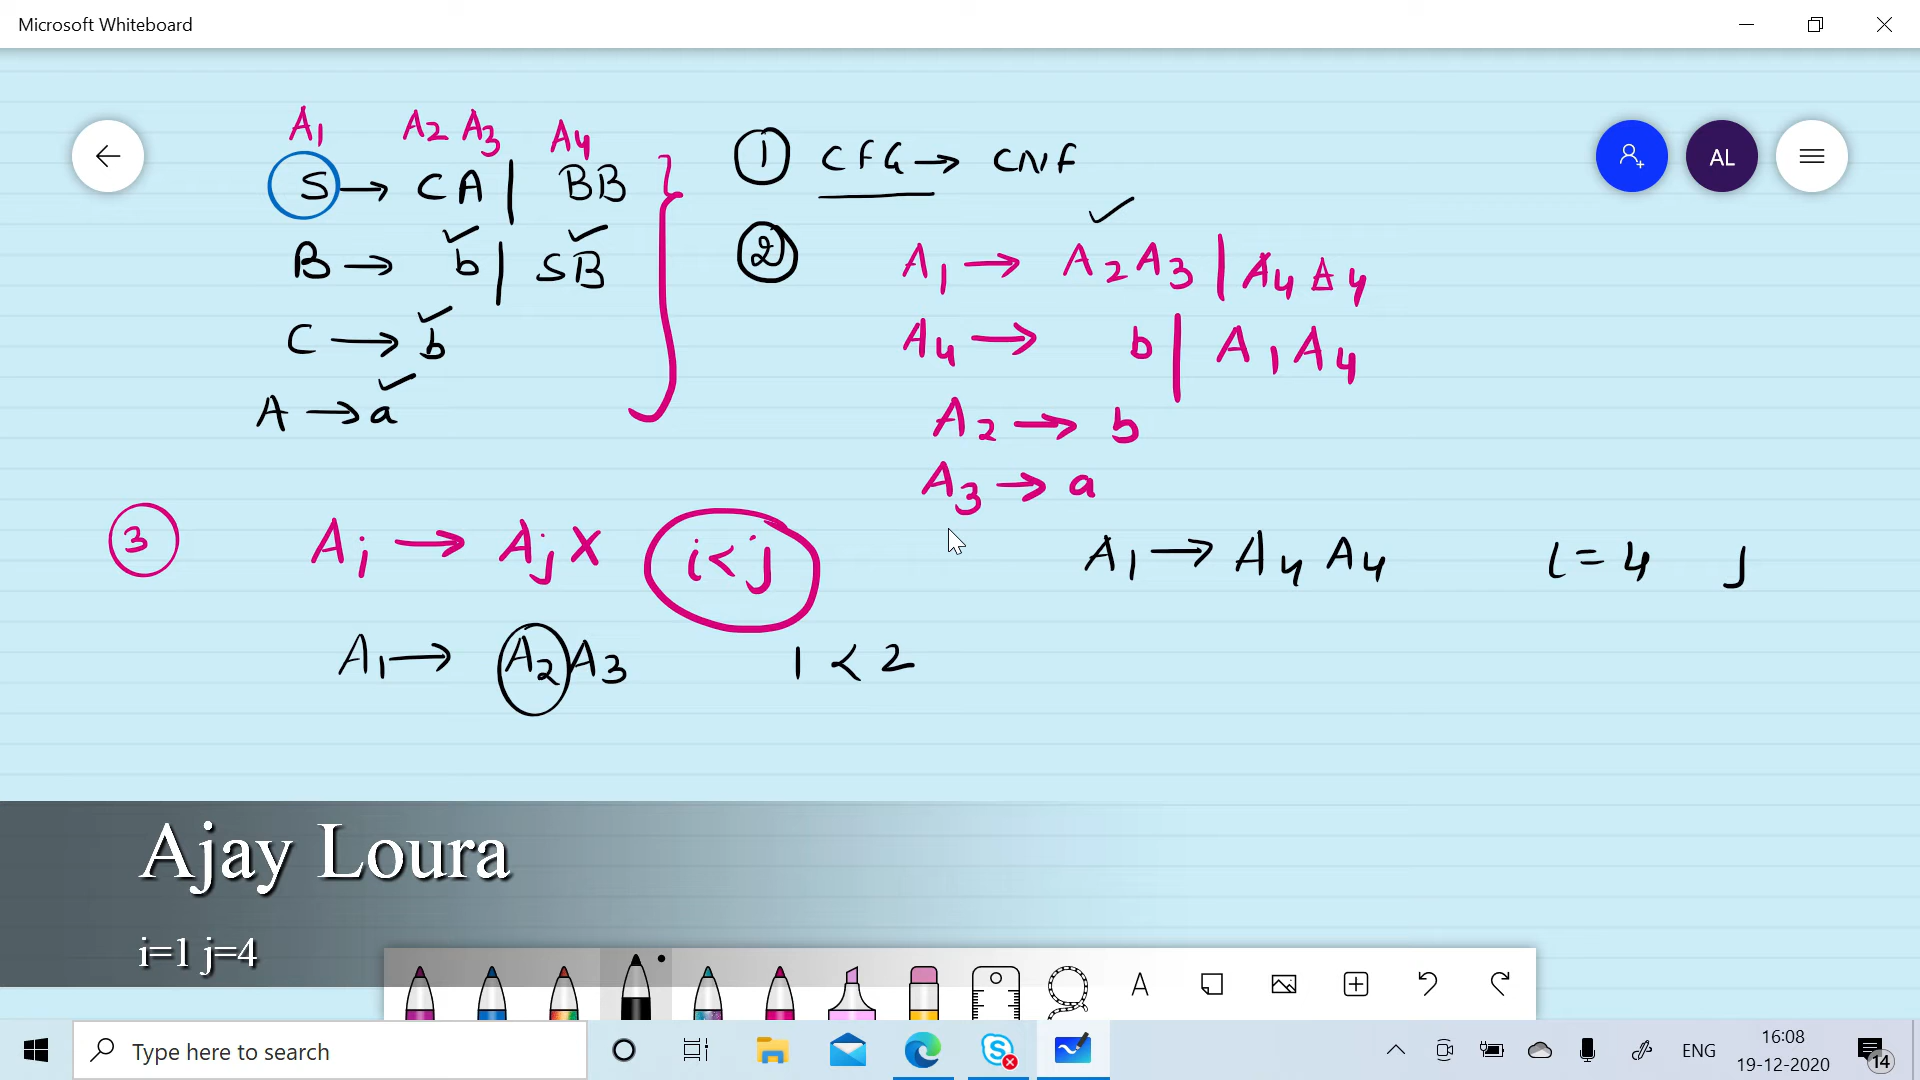 Microsoft Whiteboard
A1 A2 A3 A4
S → CA | BB
B → b | SB
C → b
A → a
① CFG → CNF
②
A1 → A2A3 | A4 A4
A4 → b | A1A4
A2 → b
A3 → a
③ Ai → Aj X i < j
A1 → A2A3 1 < 2
A1 → A4 A4 i = 4 j
AL
Ajay Loura
i=1 j=4
A
Type here to search
ENG
16:08
19-12-2020
14